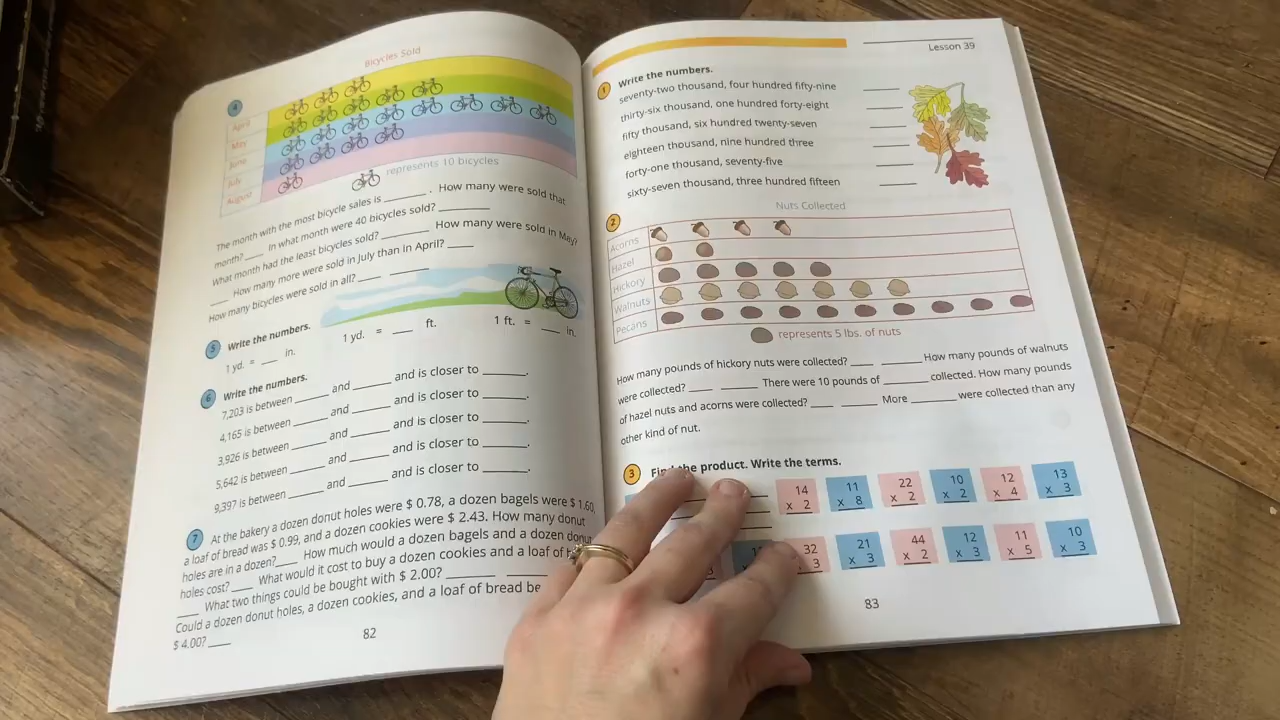 4
Bicycles Sold
April
May
June
July
August
represents 10 bicycles
The month with the most bicycle sales is ______. How many were sold that
month?____ In what month were 40 bicycles sold? ________
What month had the least bicycles sold?________ How many were sold in May?
____ How many more were sold in July than in April? ____
How many bicycles were sold in all? ____ ______
5 Write the numbers.
1 yd. = ___ in.
1 yd. = ___ ft.
1 ft. = ___ in.
6 Write the numbers.
7,203 is between ______ and ______ and is closer to ______.
4,165 is between ______ and ______ and is closer to ______.
3,926 is between ______ and ______ and is closer to ______.
5,642 is between ______ and ______ and is closer to ______.
9,397 is between ______ and ______ and is closer to ______.
7 At the bakery a dozen donut holes were $ 0.78, a dozen bagels were $ 1.60,
a loaf of bread was $ 0.99, and a dozen cookies were $ 2.43. How many donut
holes are in a dozen?____ How much would a dozen bagels and a dozen donut
holes cost?____ What would it cost to buy a dozen cookies and a loaf of
____ What two things could be bought with $ 2.00? ________ ______
Could a dozen donut holes, a dozen cookies, and a loaf of bread be
$ 4.00? ____
82
Lesson 39
1 Write the numbers.
seventy-two thousand, four hundred fifty-nine ______
thirty-six thousand, one hundred forty-eight ______
fifty thousand, six hundred twenty-seven ______
eighteen thousand, nine hundred three ______
forty-one thousand, seventy-five ______
sixty-seven thousand, three hundred fifteen ______
2
Nuts Collected
Acorns
Hazel
Hickory
Walnuts
Pecans
represents 5 lbs. of nuts
How many pounds of hickory nuts were collected? ____ ______ How many pounds of walnuts
were collected? ____ ______ There were 10 pounds of ______ collected. How many pounds
of hazel nuts and acorns were collected? ____ ____ More ______ were collected than any
other kind of nut.
3 Find the product. Write the terms.
14 11 22 10 12 13
x 2 x 8 x 2 x 2 x 4 x 3
32 21 44 12 11 10
3 x 3 x 2 x 3 x 5 x 3
83